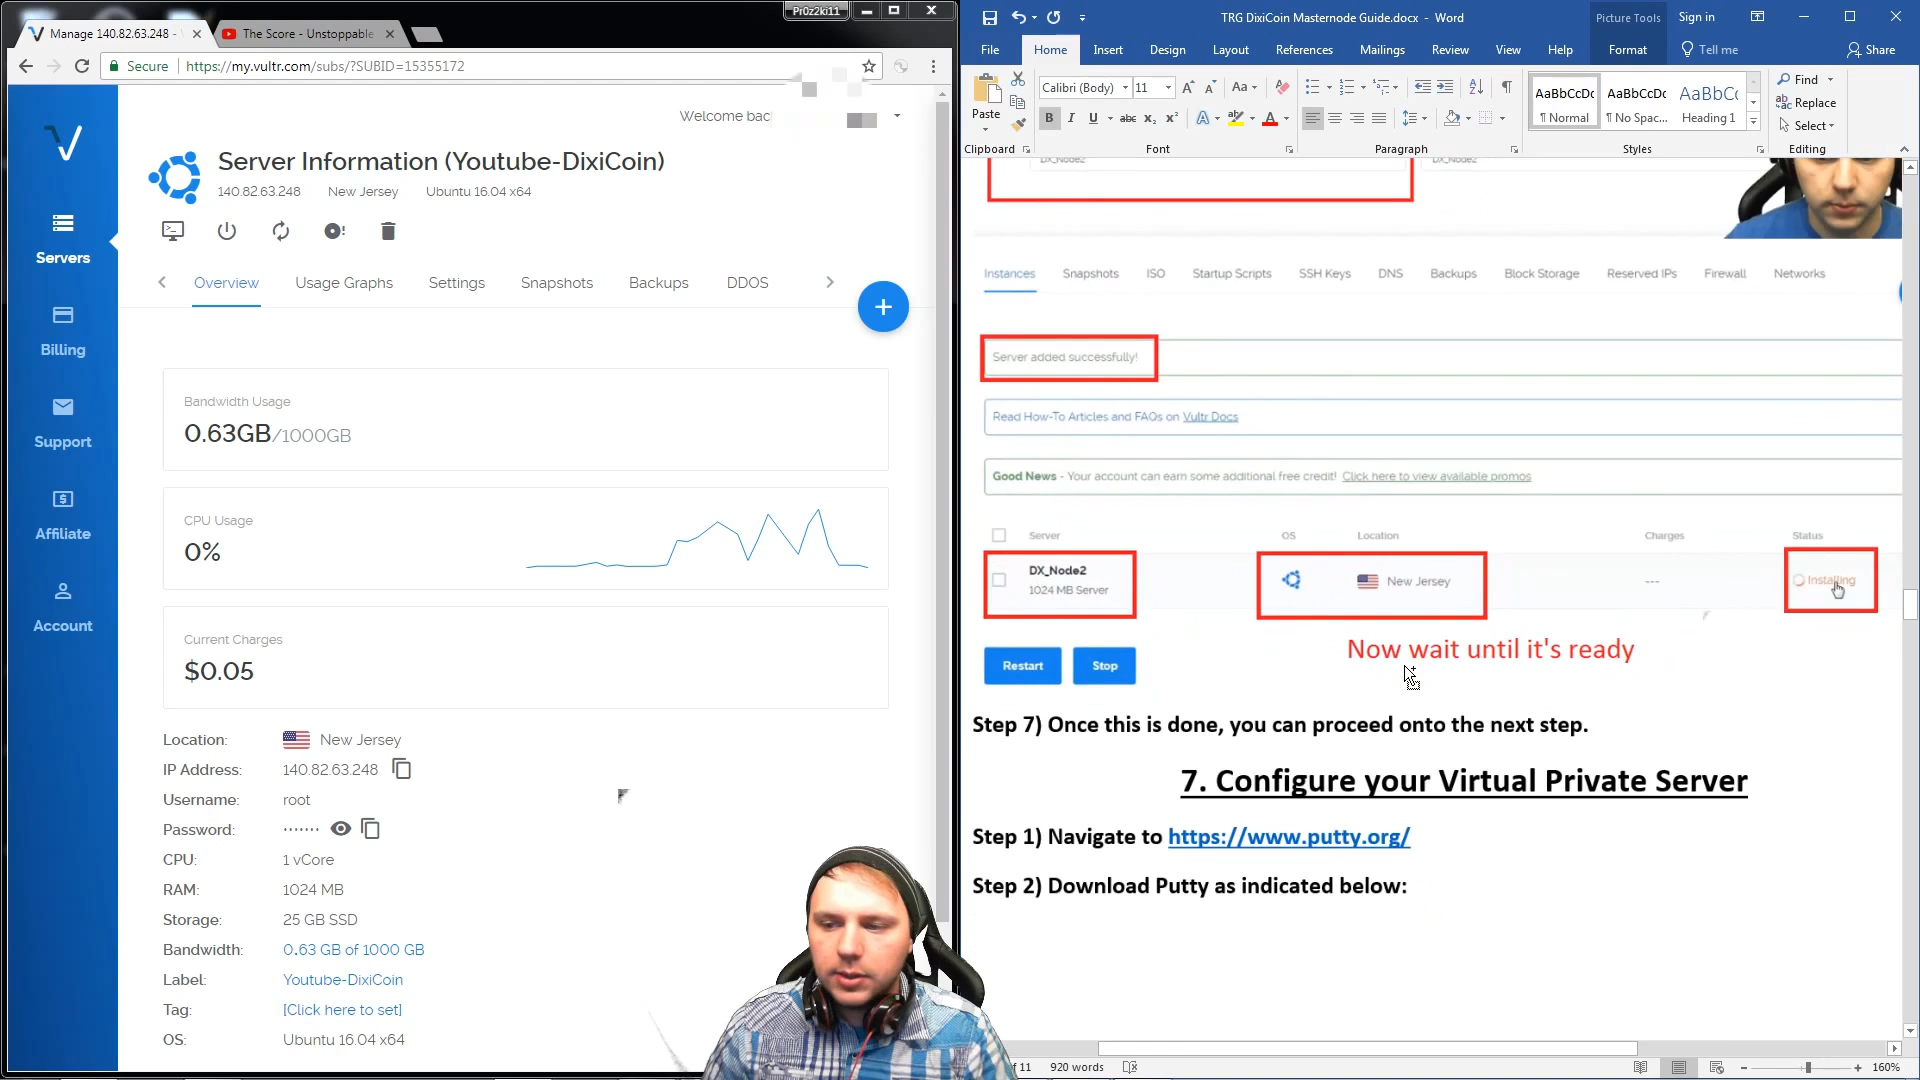 Pr0z2ki11
Manage 140.82.63.248 -
The Score - Unstoppable
Secure
https://my.vultr.com/subs/?SUBID=15355172
Welcome bac
Servers
Billing
Support
Affiliate
Account
Server Information (Youtube-DixiCoin)
140.82.63.248 New Jersey Ubuntu 16.04 x64
Overview Usage Graphs Settings Snapshots Backups DDOS
Bandwidth Usage
0.63GB/1000GB
CPU Usage
0%
Current Charges
$0.05
Location: New Jersey
IP Address: 140.82.63.248
Username: root
Password: ·······
CPU: 1 vCore
RAM: 1024 MB
Storage: 25 GB SSD
Bandwidth: 0.63 GB of 1000 GB
Label: Youtube-DixiCoin
Tag: [Click here to set]
OS: Ubuntu 16.04 x64
TRG DixiCoin Masternode Guide.docx - Word
Picture Tools
Sign in
File Home Insert Design Layout References Mailings Review View Help Format Tell me Share
Paste
Calibri (Body) 11
AaBbCcDc AaBbCcDc AaBbC
¶ Normal ¶ No Spac... Heading 1
Find
Replace
Select
Clipboard Font Paragraph Styles Editing
DX_Node2 DX_Node2
Instances Snapshots ISO Startup Scripts SSH Keys DNS Backups Block Storage Reserved IPs Firewall Networks
Server added successfully!
Read How-To Articles and FAQs on Vultr Docs
Good News - Your account can earn some additional free credit! Click here to view available promos
Server OS Location Charges Status
DX_Node2
1024 MB Server
New Jersey
---
Installing
Restart Stop
Now wait until it's ready
Step 7) Once this is done, you can proceed onto the next step.
7. Configure your Virtual Private Server
Step 1) Navigate to https://www.putty.org/
Step 2) Download Putty as indicated below:
of 11 920 words
160%